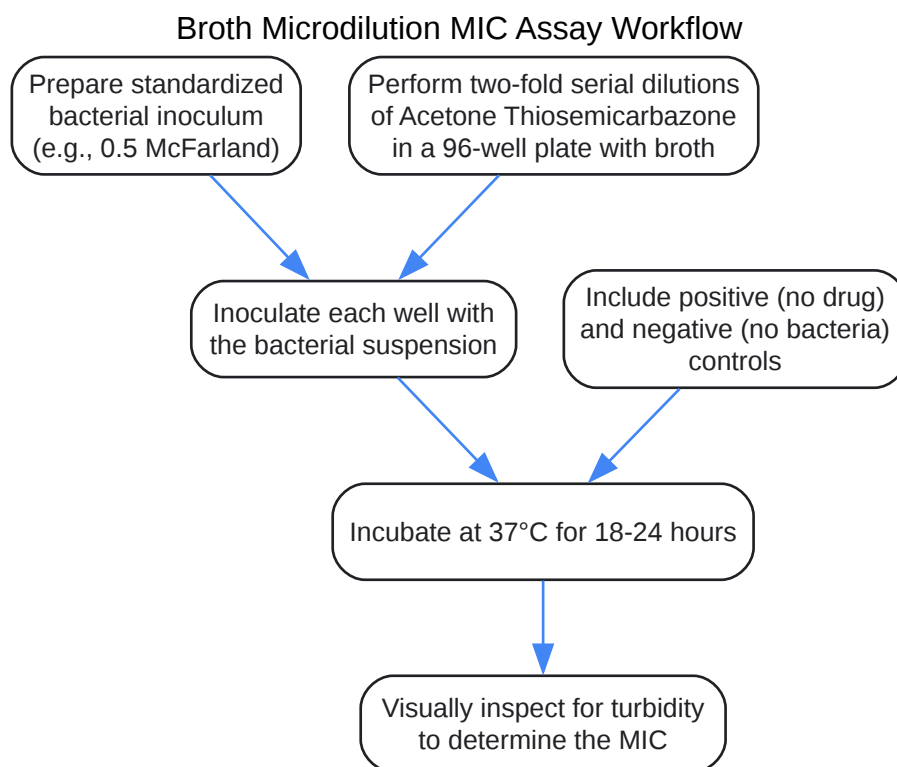 Broth Microdilution MIC Assay Workflow
Prepare standardized
bacterial inoculum
(e.g., 0.5 McFarland)
Perform two-fold serial dilutions
of Acetone Thiosemicarbazone
in a 96-well plate with broth
Inoculate each well with
the bacterial suspension
Include positive (no drug)
and negative (no bacteria)
controls
Incubate at 37°C for 18-24 hours
Visually inspect for turbidity
to determine the MIC